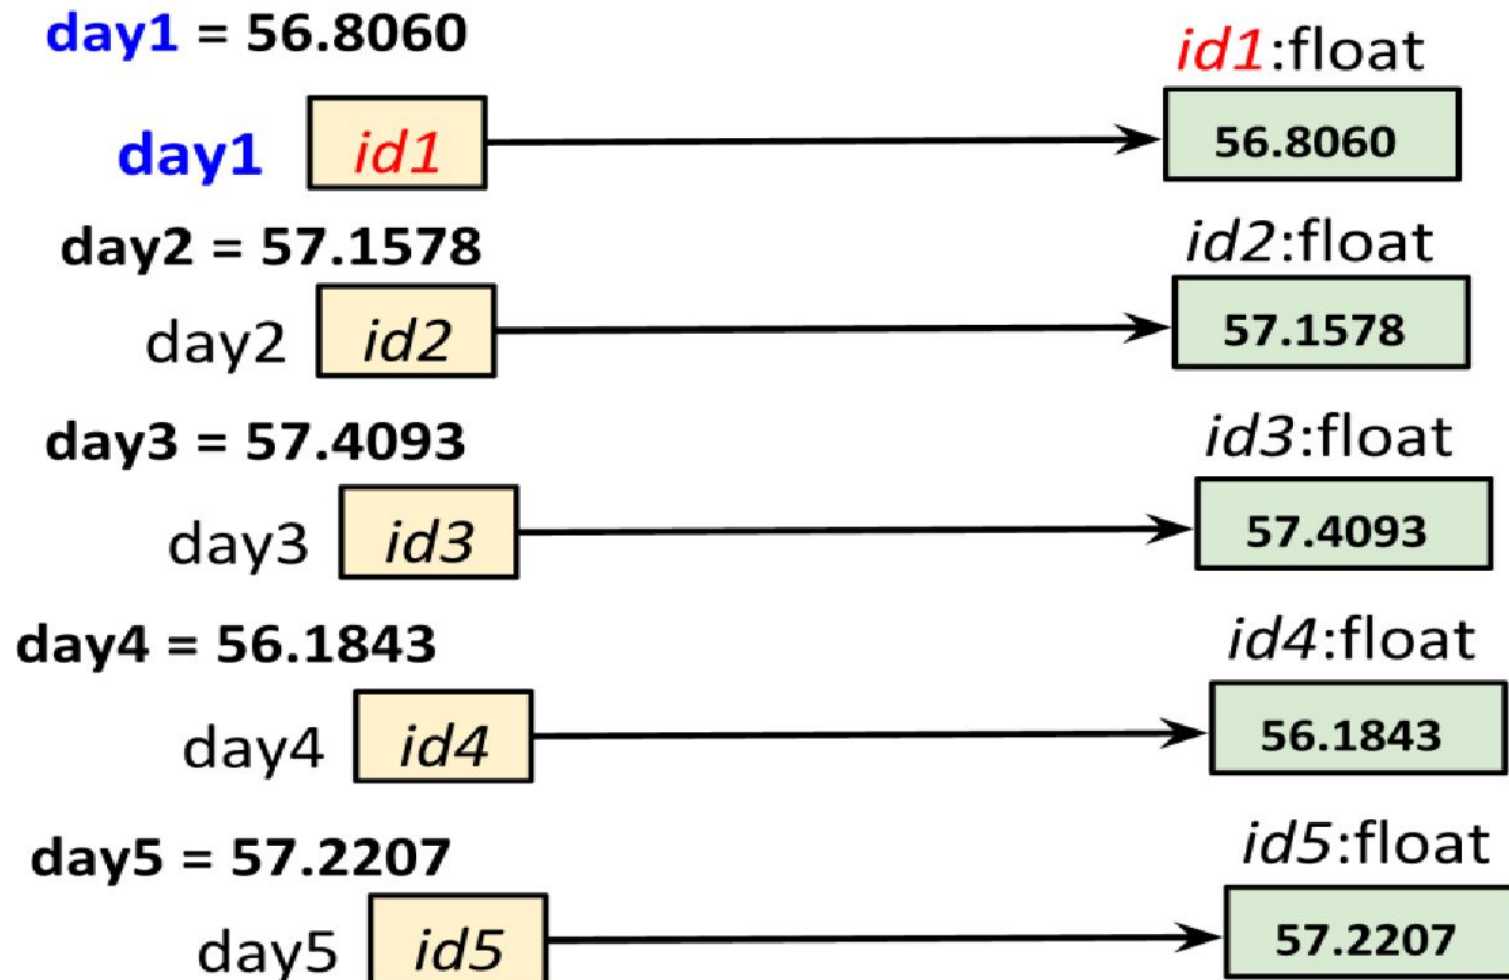 day1 = 56.8060
id1:float
day1 id1 56.8060
day2 = 57.1578
id2:float
day2 id2 57.1578
day3 = 57.4093
id3:float
day3 id3 57.4093
day4 = 56.1843
id4:float
day4 id4 56.1843
day5 = 57.2207
id5:float
day5 id5 57.2207